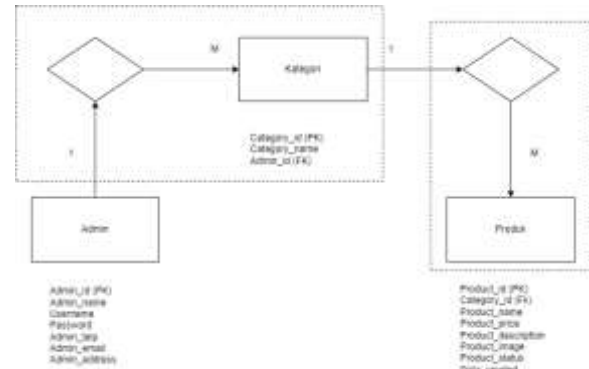 M
Kategori
1
Category_id (PK)
Category_name
Admin_id (FK)
1
M
Admin
Produk
Admin_id (PK)
Admin_name
Username
Password
Admin_telp
Admin_email
Admin_address
Product_id (PK)
Category_id (Fk)
Product_name
Product_price
Product_description
Product_image
Product_status